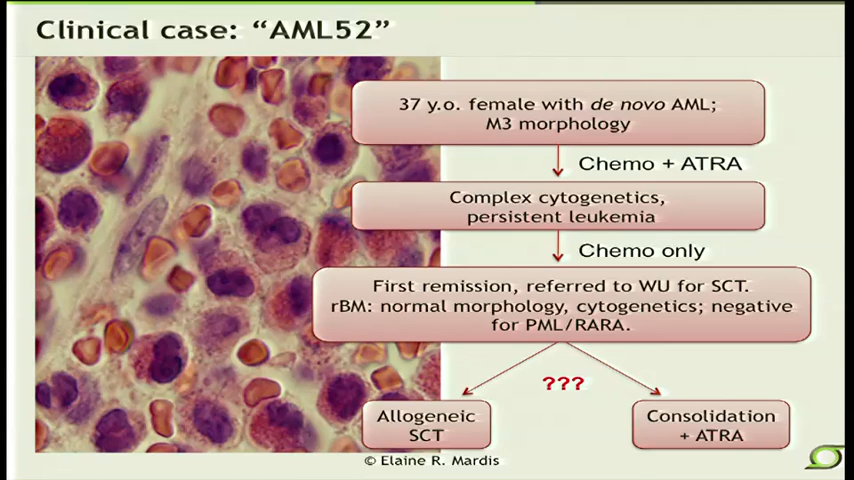 Clinical case: “AML52”
37 y.o. female with de novo AML;
M3 morphology
Chemo + ATRA
Complex cytogenetics,
persistent leukemia
Chemo only
First remission, referred to WU for SCT.
rBM: normal morphology, cytogenetics; negative
for PML/RARA.
???
Allogeneic
SCT
Consolidation
+ ATRA
© Elaine R. Mardis